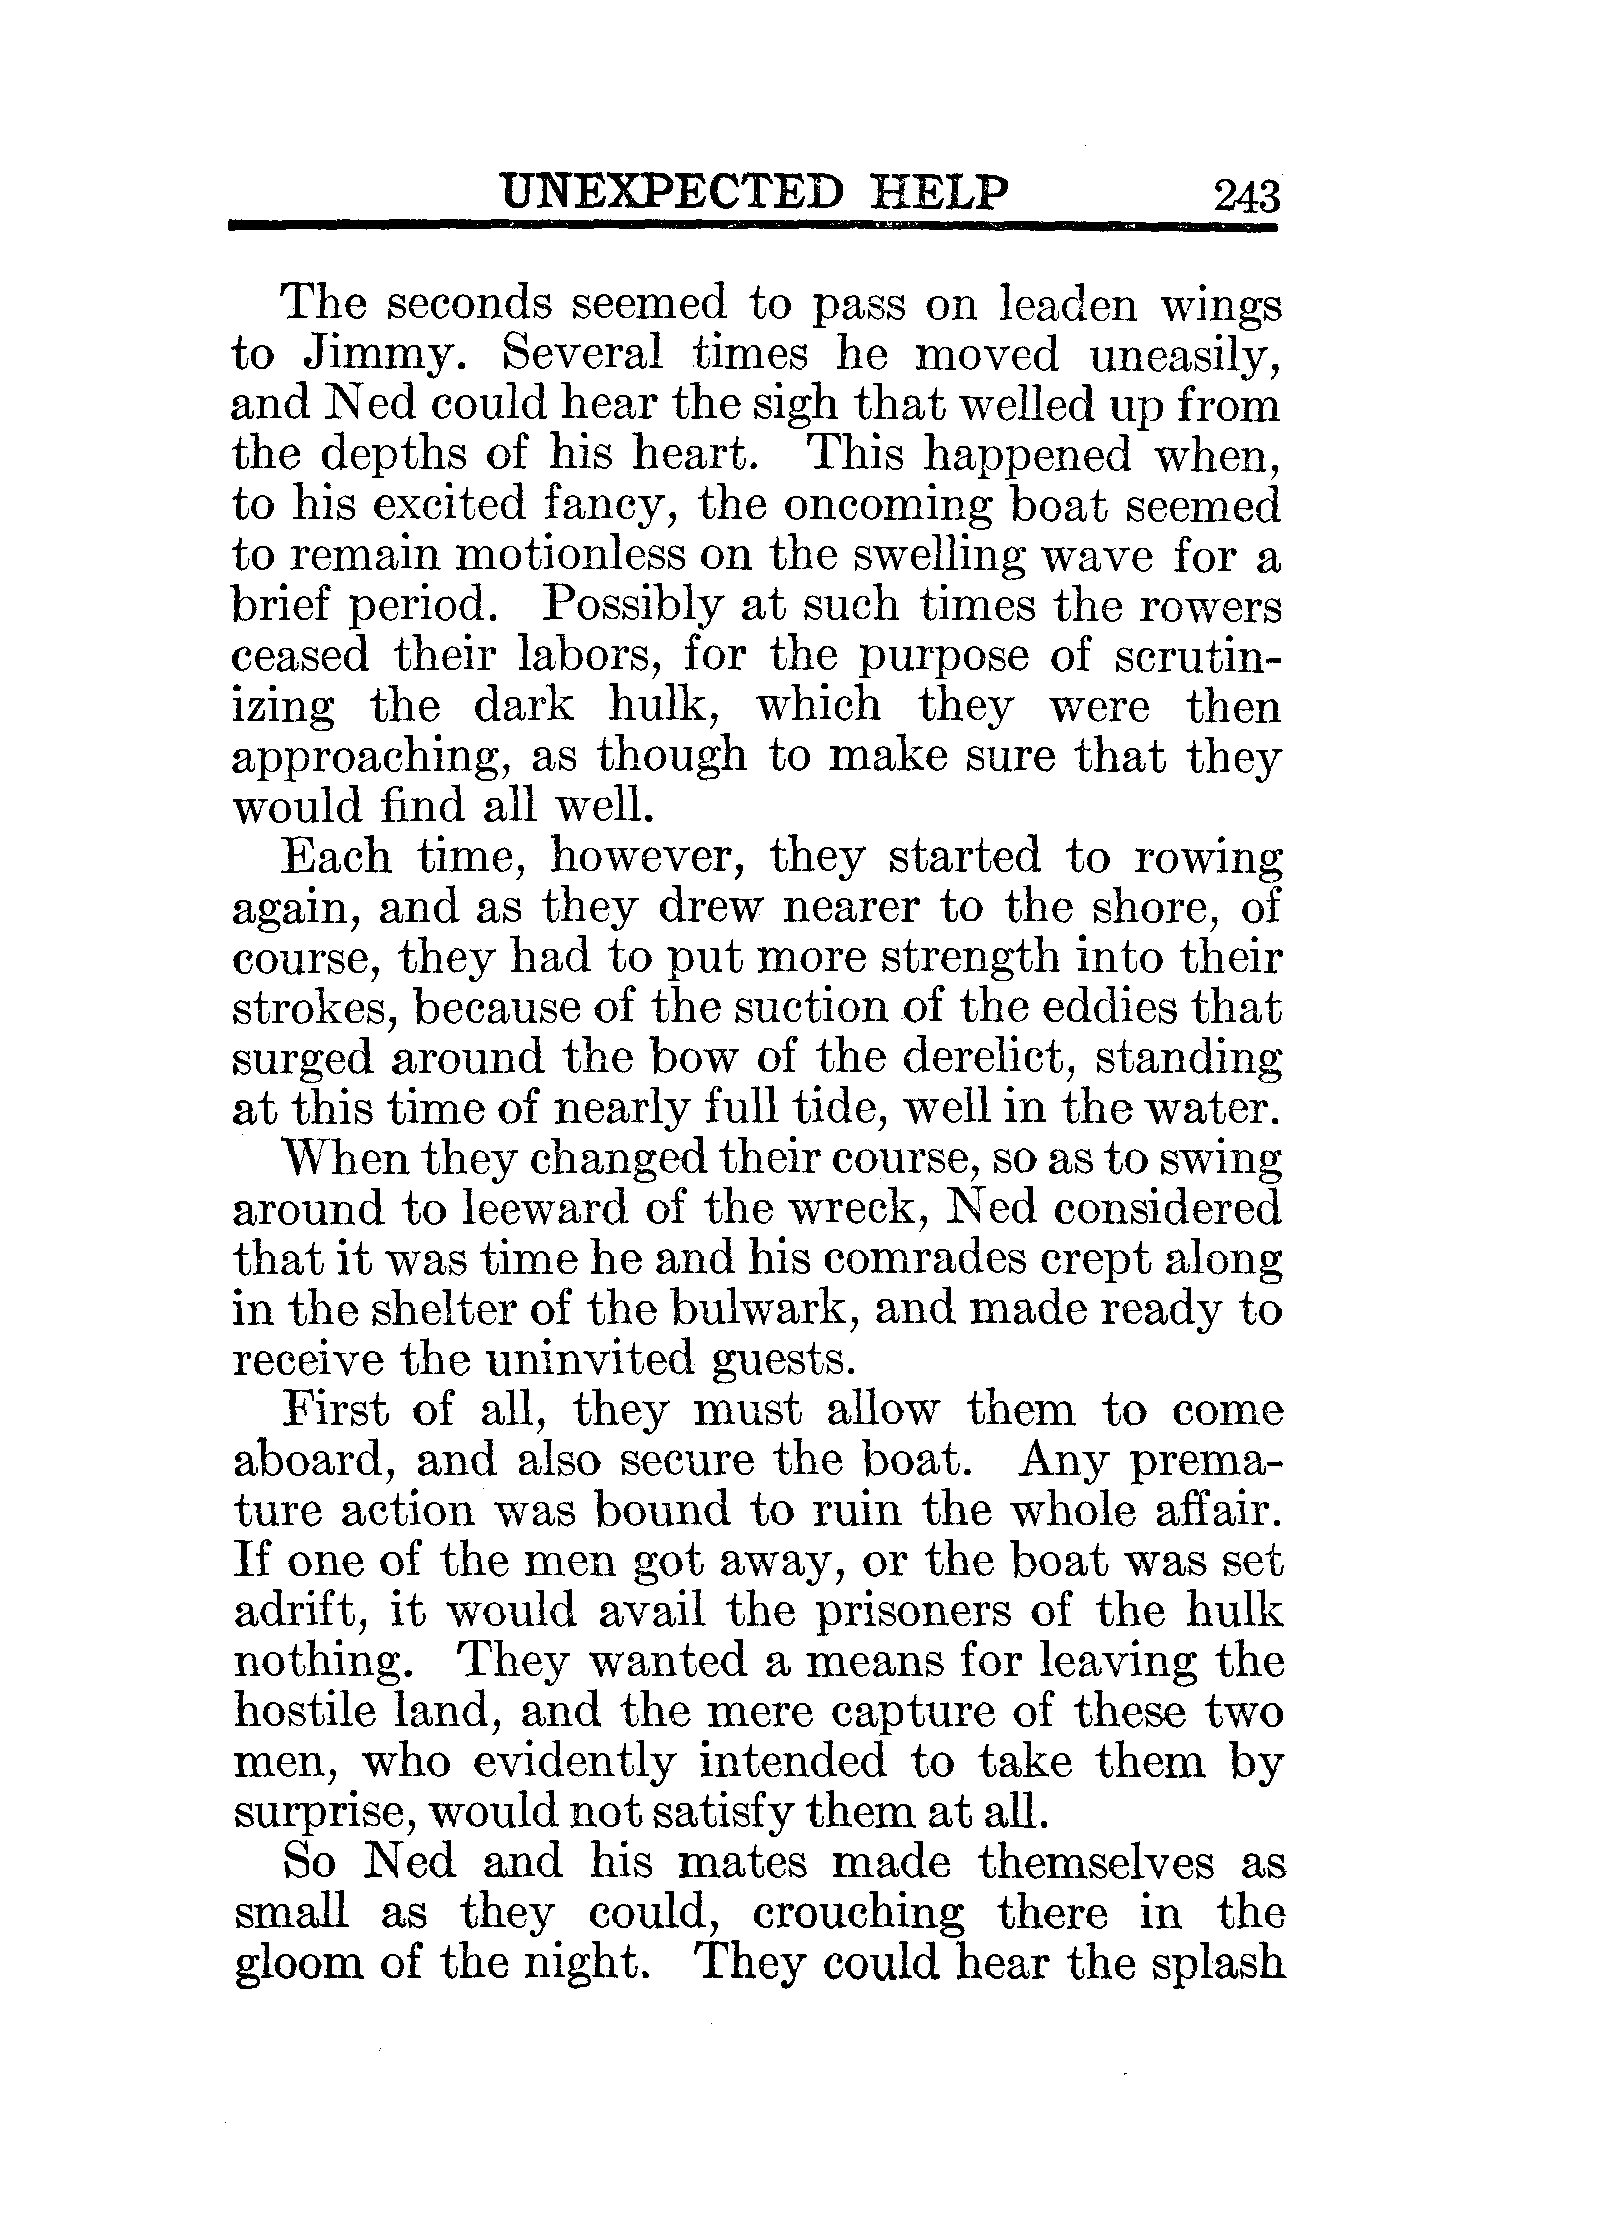 UNEXPECTED HELP 243
The seconds seemed to pass on leaden wings
to Jimmy. Several times he moved uneasily,
and Ned could hear the sigh that welled up from
the depths of his heart. This happened when,
to his excited fancy, the oncoming boat seemed
to remain motionless on the swelling wave for a
brief period. Possibly at such times the rowers
ceased their labors, for the purpose of scrutin-
izing the dark hulk, which they were then
approaching, as though to make sure that they
would find all well.
Each time, however, they started to rowing
again, and as they drew nearer to the shore, of
course, they had to put more strength into their
strokes, because of the suction of the eddies that
surged around the bow of the derelict, standing
at this time of nearly full tide, well in the water.
When they changed their course, so as to swing
around to leeward of the wreck, Ned considered
that it was time he and his comrades crept along
in the shelter of the bulwark, and made ready to
receive the uninvited guests.
First of all, they must allow them to come
aboard, and also secure the boat. Any prema-
ture action was bound to ruin the whole affair.
If one of the men got away, or the boat was set
adrift, it would avail the prisoners of the hulk
nothing. They wanted a means for leaving the
hostile land, and the mere capture of these two
men, who evidently intended to take them by
surprise, would not satisfy them at all.
So Ned and his mates made themselves as
small as they could, crouching there in the
gloom of the night. They could hear the splash